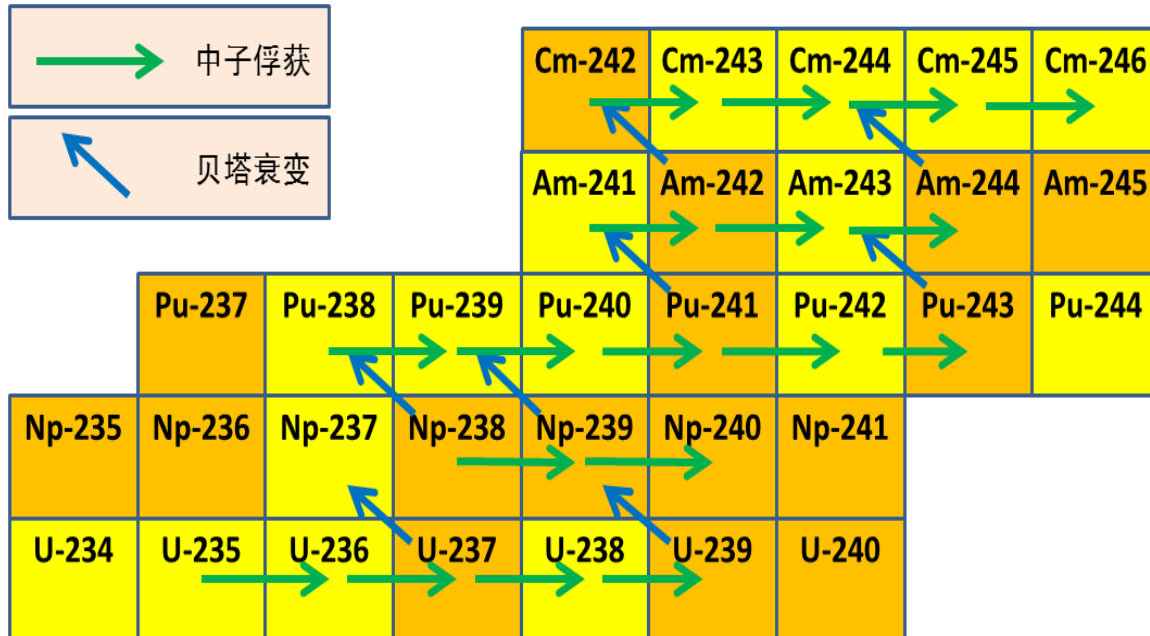 中子俘获
贝塔衰变
Cm-242 Cm-243 Cm-244 Cm-245 Cm-246
Am-241 Am-242 Am-243 Am-244 Am-245
Pu-237 Pu-238 Pu-239 Pu-240 Pu-241 Pu-242 Pu-243 Pu-244
Np-235 Np-236 Np-237 Np-238 Np-239 Np-240 Np-241
U-234 U-235 U-236 U-237 U-238 U-239 U-240